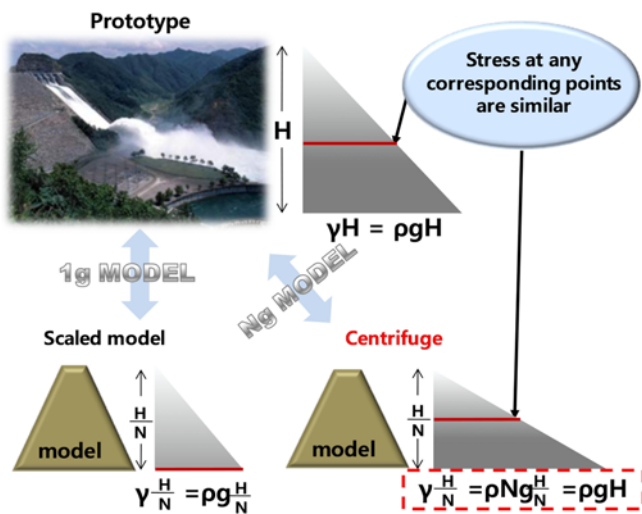 Prototype
Stress at any
corresponding points
are similar
H
γH = ρgH
1g MODEL
Ng MODEL
Scaled model
Centrifuge
H/N
H/N
model
model
γ H/N = ρg H/N
γ H/N = ρNg H/N = ρgH